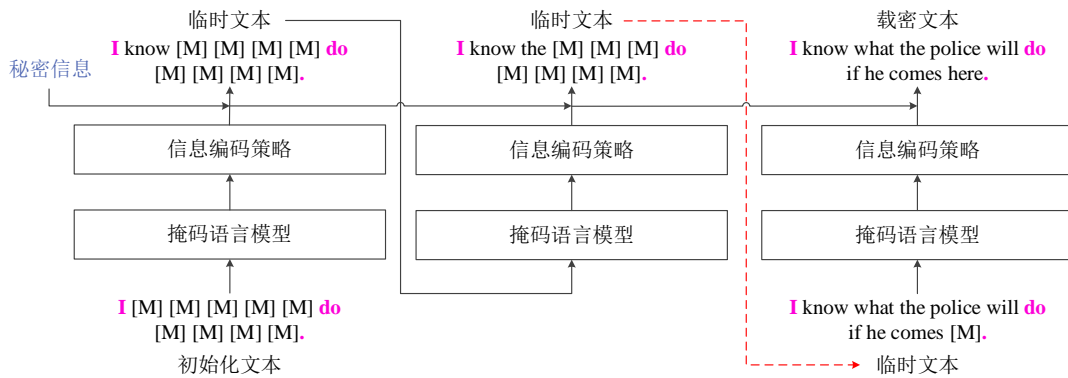 临时文本
I know [M] [M] [M] [M] do
[M] [M] [M] [M].
秘密信息
信息编码策略
掩码语言模型
I [M] [M] [M] [M] [M] do
[M] [M] [M] [M].
初始化文本
临时文本
I know the [M] [M] [M] do
[M] [M] [M] [M].
信息编码策略
掩码语言模型
载密文本
I know what the police will do
if he comes here.
信息编码策略
掩码语言模型
I know what the police will do
if he comes [M].
临时文本